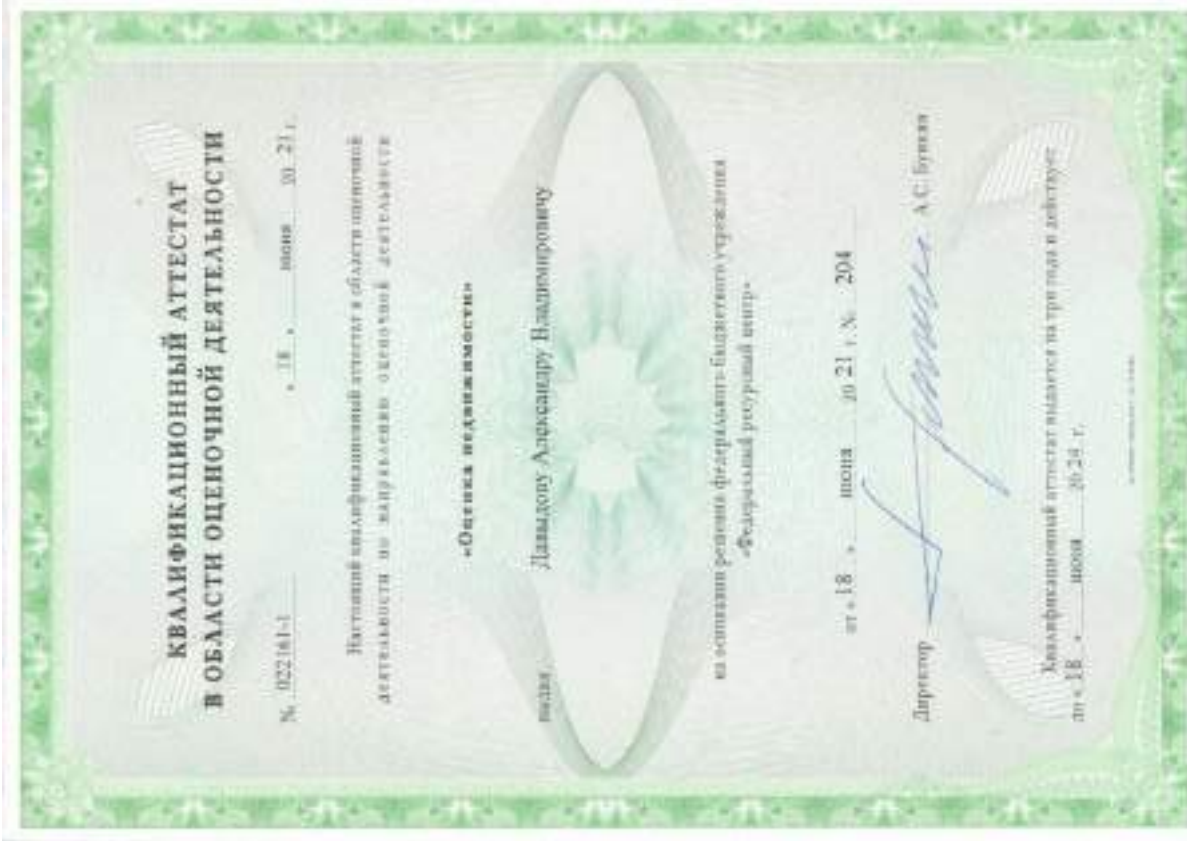 КВАЛИФИКАЦИОННЫЙ АТТЕСТАТ
В ОБЛАСТИ ОЦЕНОЧНОЙ ДЕЯТЕЛЬНОСТИ
№ 022161-1 « 18 » июня 20 21 г.
Настоящий квалификационный аттестат в области оценочной
деятельности по направлению оценочной деятельности
«Оценка недвижимости»
выдан Давыдову Александру Владимировичу
на основании решения федерального бюджетного учреждения
«Федеральный ресурсный центр»
от « 18 » июня 20 21 г. № 204
Директор А.С. Бункин
Квалификационный аттестат выдается на три года и действует
до « 18 » июня 20 24 г.